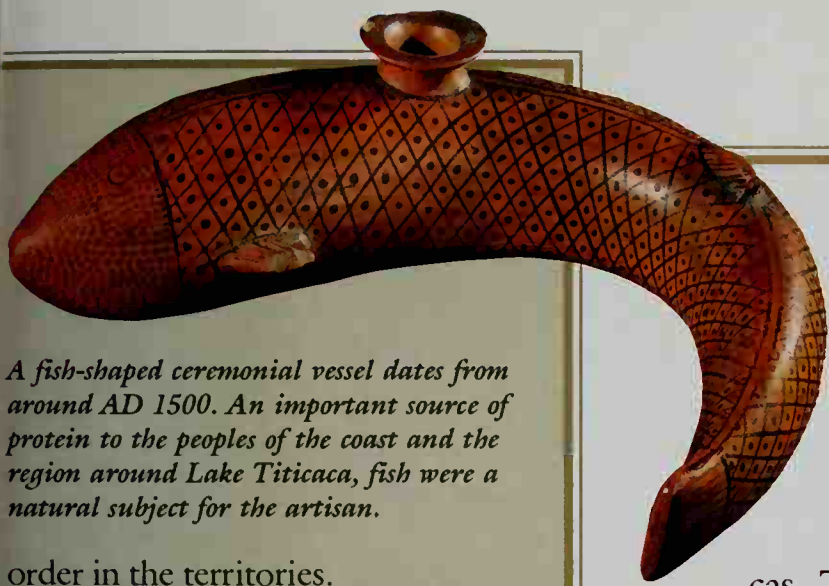 A fish-shaped ceremonial vessel dates from
around AD 1500. An important source of
protein to the peoples of the coast and the
region around Lake Titicaca, fish were a
natural subject for the artisan.
order in the territories.